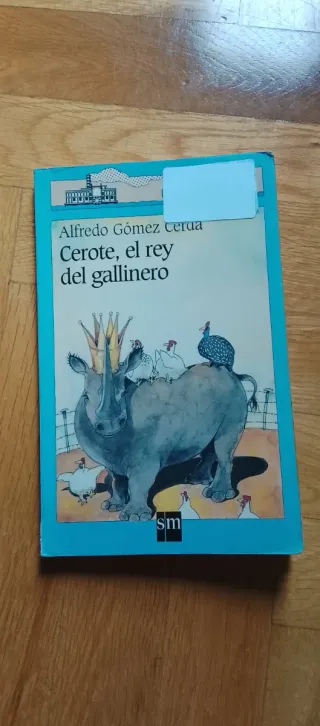 Alfredo Gómez Cerdá
Cerote, el rey
del gallinero
sm